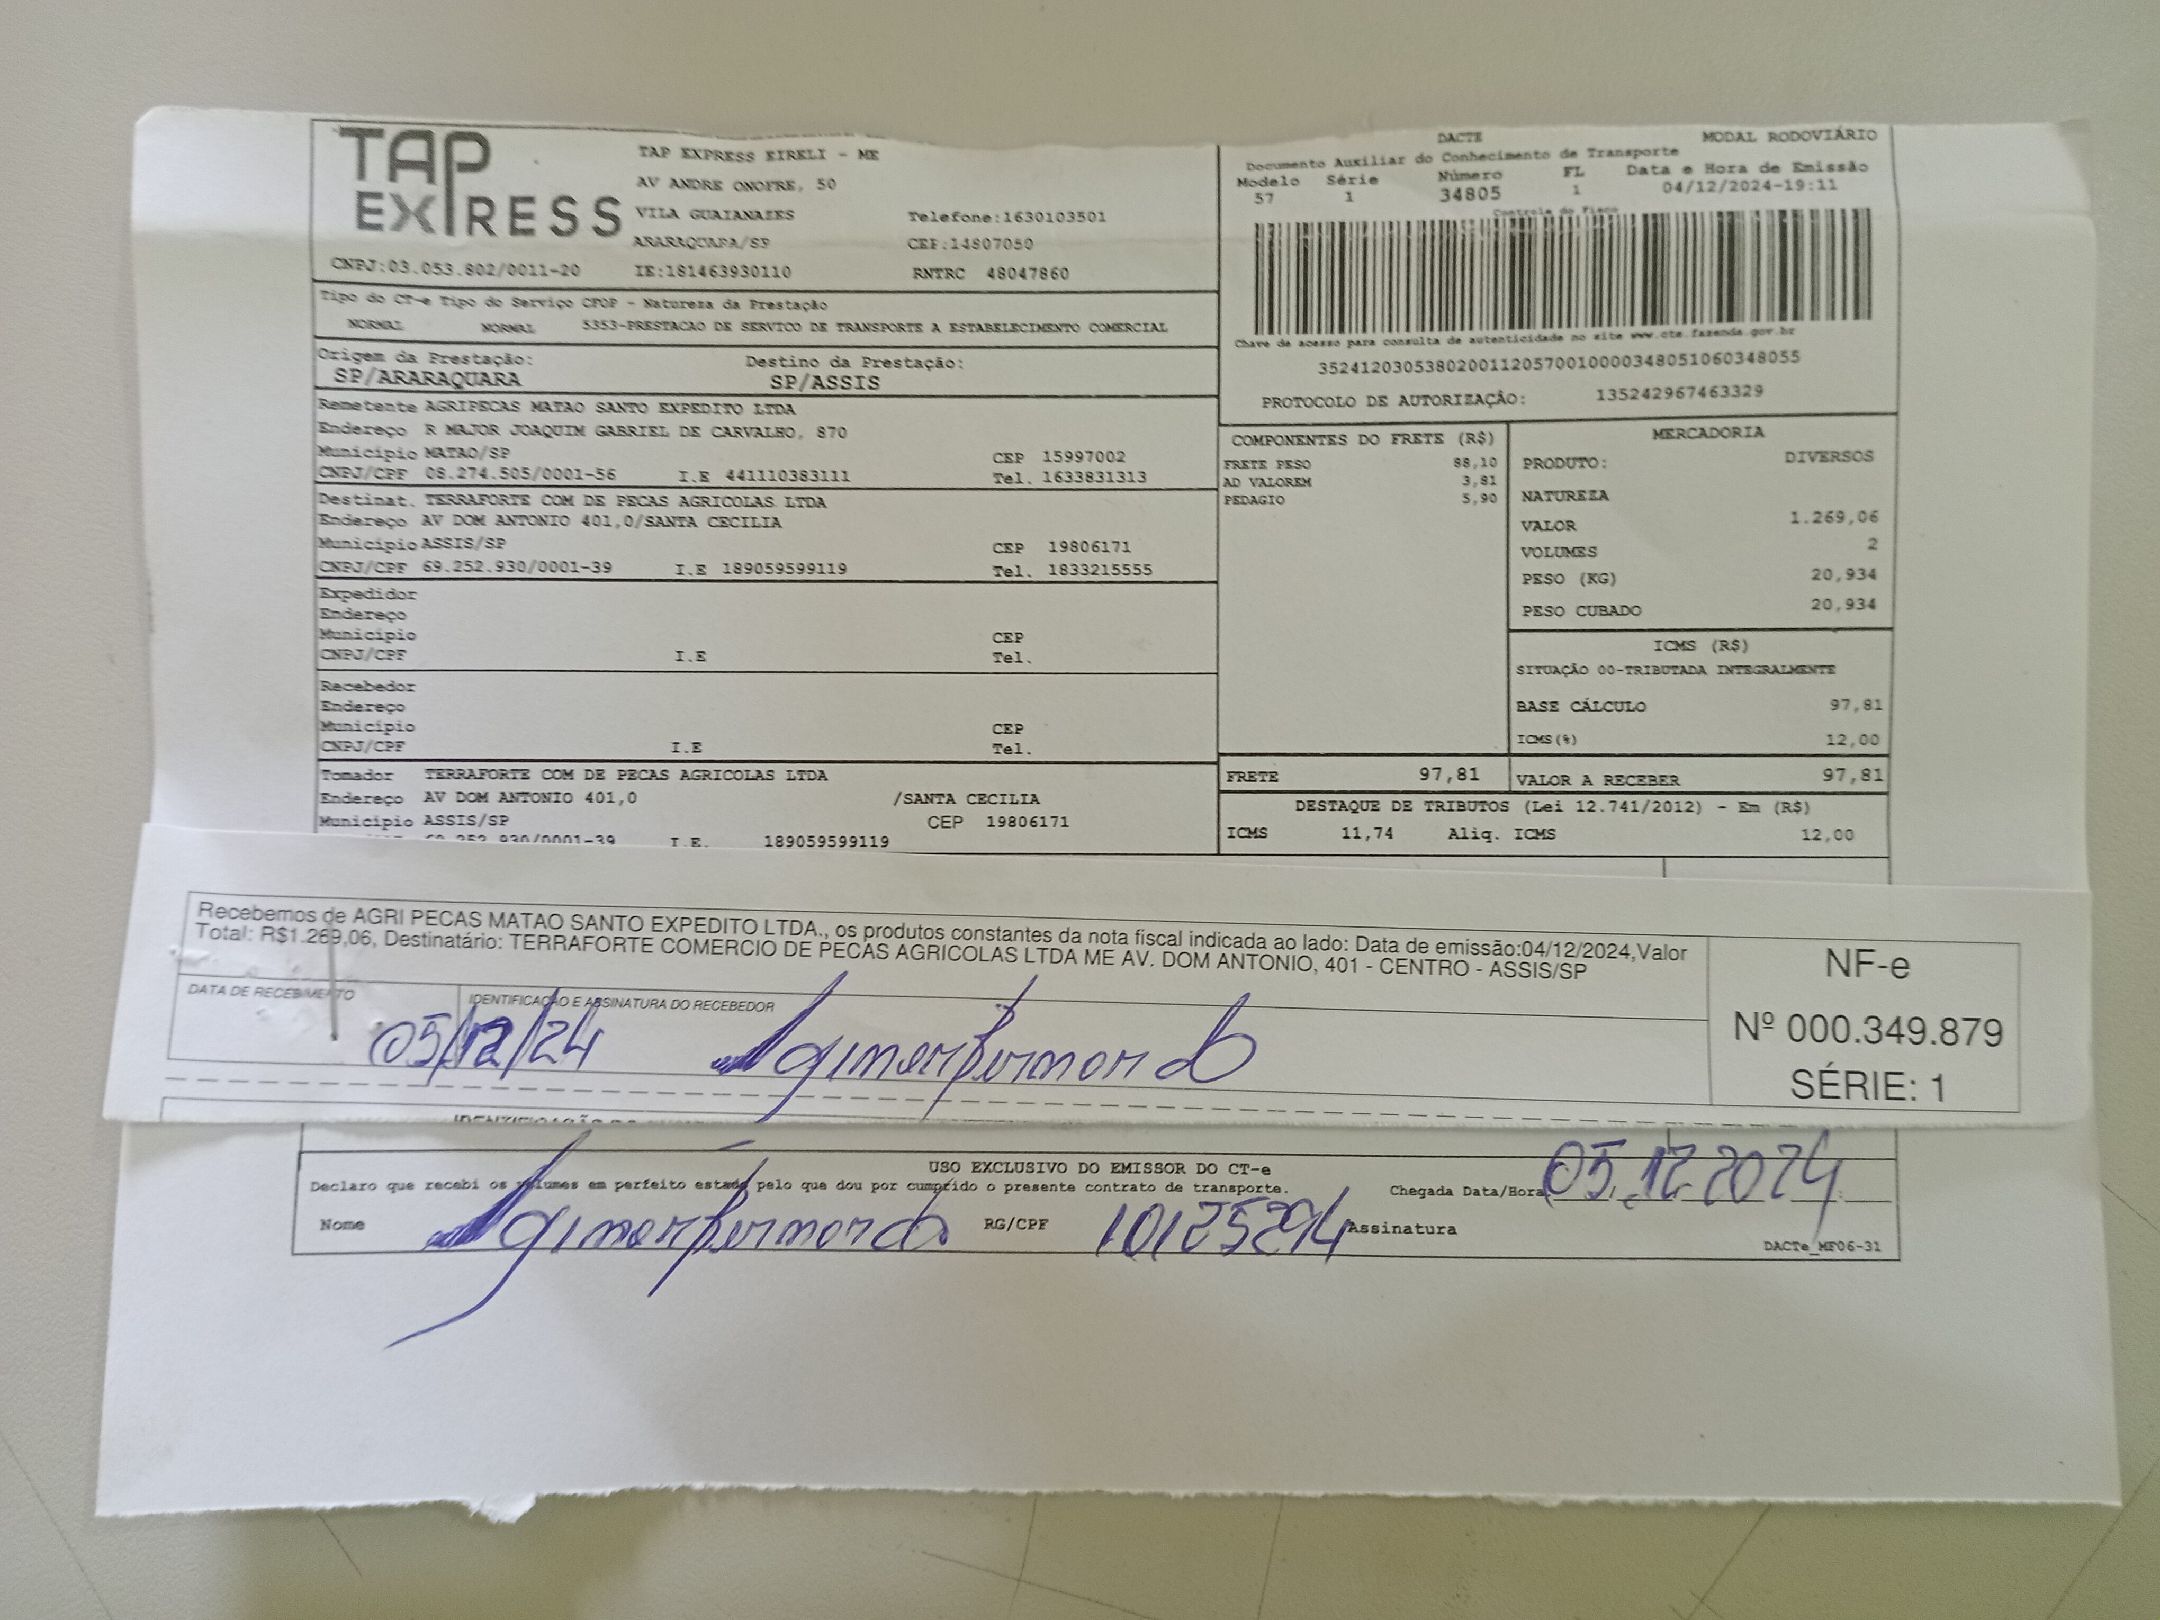 TAP
EXPRESS
TAP EXPRESS EIRELI - ME
AV ANDRE ONOFRE, 50
VILA GUAIANAZES
Telefone:1630103501
ARARAQUARA/SP
CEP:14807050
CNPJ:03.053.802/0011-20
IE:181463930110
RNTRC 48047860
DACTE
MODAL RODOVIÁRIO
Documento Auxiliar do Conhecimento de Transporte
Modelo Série Número FL Data e Hora de Emissão
57 1 34805 1 04/12/2024-19:11
Controle do Fisco
Chave de acesso para consulta de autenticidade no site www.cte.fazenda.gov.br
35241203053802001120570010000348051060348055
PROTOCOLO DE AUTORIZAÇÃO: 135242967463329
Tipo do CT-e Tipo do Serviço CFOP - Natureza da Prestação
NORMAL NORMAL 5353-PRESTACAO DE SERVICO DE TRANSPORTE A ESTABELECIMENTO COMERCIAL
Origem da Prestação: Destino da Prestação:
SP/ARARAQUARA SP/ASSIS
Remetente AGRIPECAS MATAO SANTO EXPEDITO LTDA
Endereço R MAJOR JOAQUIM GABRIEL DE CARVALHO, 870
Município MATAO/SP CEP 15997002
CNPJ/CPF 08.274.505/0001-56 I.E 441110383111 Tel. 1633831313
Destinat. TERRAFORTE COM DE PECAS AGRICOLAS LTDA
Endereço AV DOM ANTONIO 401,0/SANTA CECILIA
Município ASSIS/SP CEP 19806171
CNPJ/CPF 69.252.930/0001-39 I.E 189059599119 Tel. 1833215555
Expedidor
Endereço
Município CEP
CNPJ/CPF I.E Tel.
Recebedor
Endereço
Município CEP
CNPJ/CPF I.E Tel.
Tomador TERRAFORTE COM DE PECAS AGRICOLAS LTDA
Endereço AV DOM ANTONIO 401,0 /SANTA CECILIA
Município ASSIS/SP CEP 19806171
69.252.930/0001-39 I.E. 189059599119
COMPONENTES DO FRETE (R$)
FRETE PESO 88,10
AD VALOREM 3,81
PEDAGIO 5,90
MERCADORIA
PRODUTO: DIVERSOS
NATUREZA
VALOR 1.269,06
VOLUMES 2
PESO (KG) 20,934
PESO CUBADO 20,934
ICMS (R$)
SITUAÇÃO 00-TRIBUTADA INTEGRALMENTE
BASE CÁLCULO 97,81
ICMS(%) 12,00
FRETE 97,81 VALOR A RECEBER 97,81
DESTAQUE DE TRIBUTOS (Lei 12.741/2012) - Em (R$)
ICMS 11,74 Aliq. ICMS 12,00
Recebemos de AGRI PECAS MATAO SANTO EXPEDITO LTDA., os produtos constantes da nota fiscal indicada ao lado: Data de emissão:04/12/2024,Valor
Total: R$1.269,06, Destinatário: TERRAFORTE COMERCIO DE PECAS AGRICOLAS LTDA ME AV. DOM ANTONIO, 401 - CENTRO - ASSIS/SP
DATA DE RECEBIMENTO
IDENTIFICAÇÃO E ASSINATURA DO RECEBEDOR
05/12/24
NF-e
Nº 000.349.879
SÉRIE: 1
USO EXCLUSIVO DO EMISSOR DO CT-e
Declaro que recebi os volumes em perfeito estado pelo que dou por cumprido o presente contrato de transporte.
Chegada Data/Hora 05.12 2024
Nome RG/CPF 10125294 Assinatura
DACTe_MF06-31